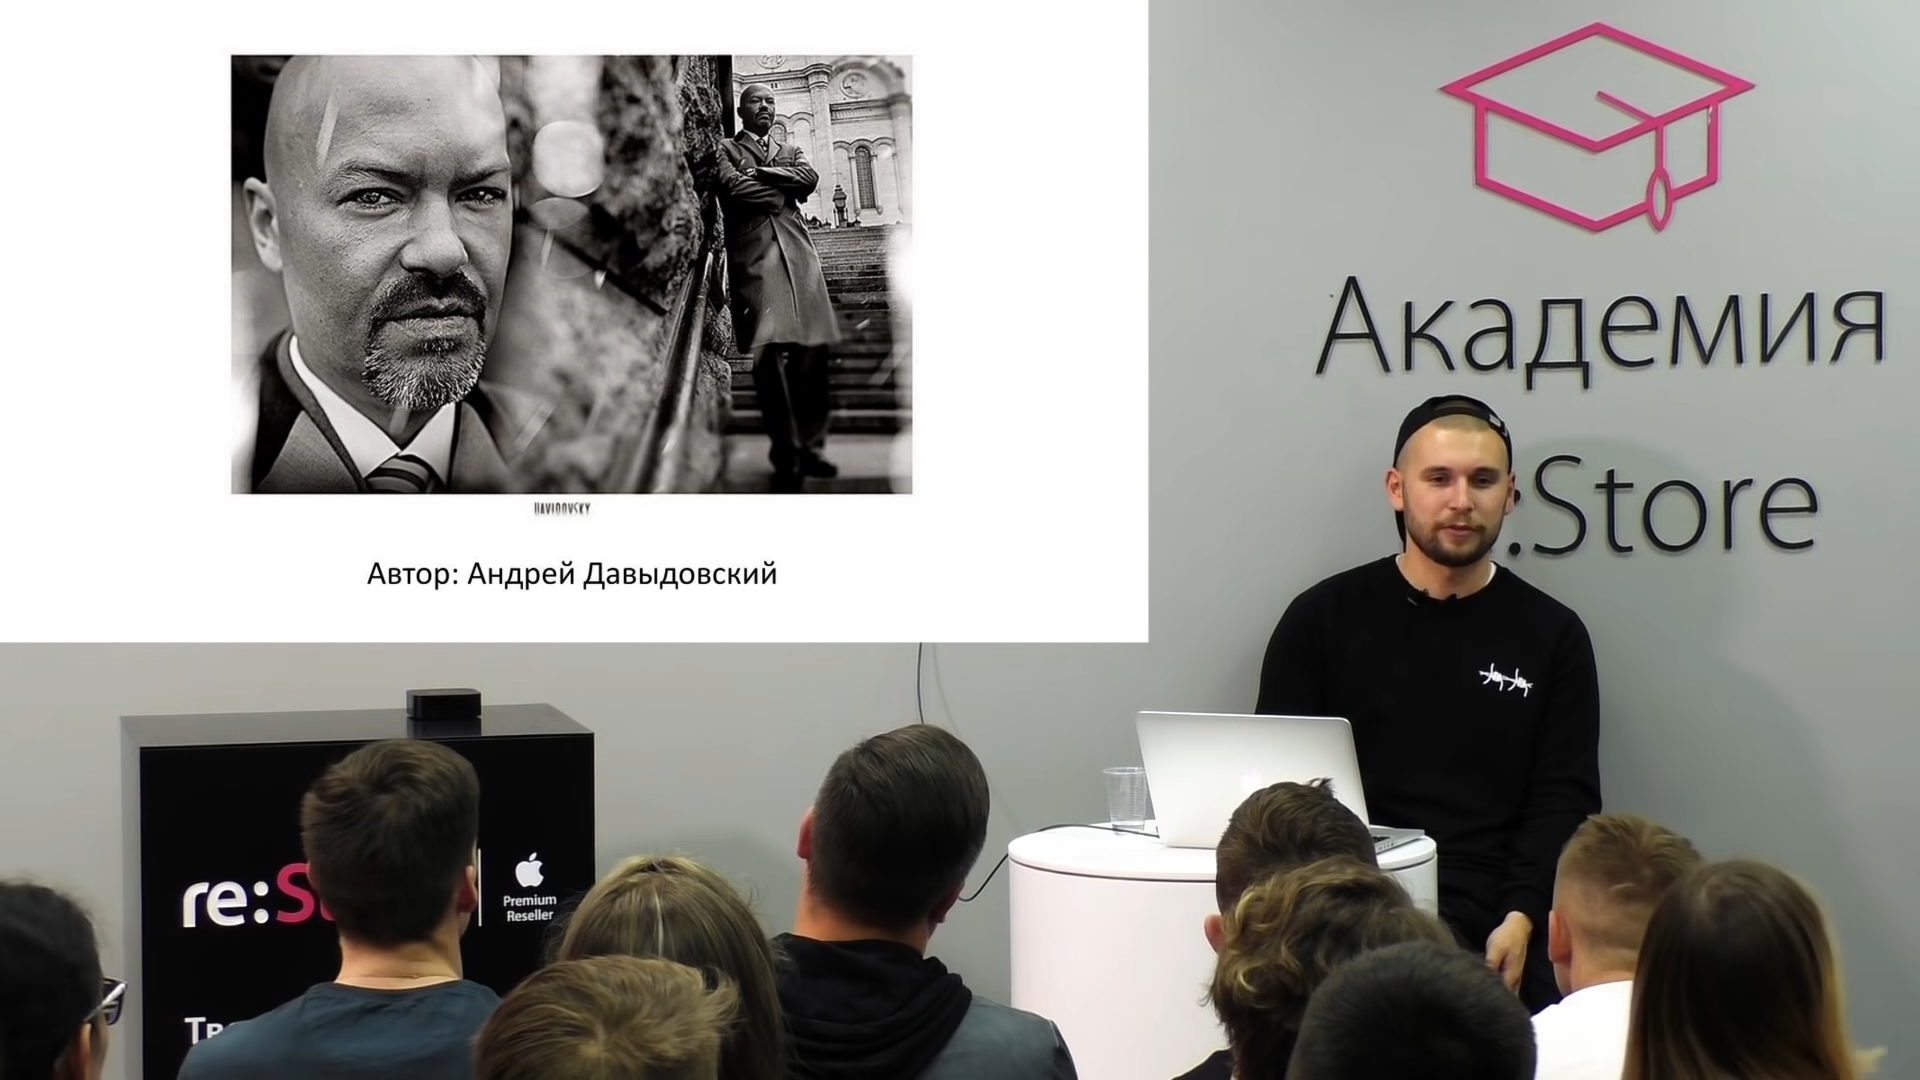 DAVIDOVSKY
Автор: Андрей Давыдовский
Академия
:Store
re:S
Premium
Reseller